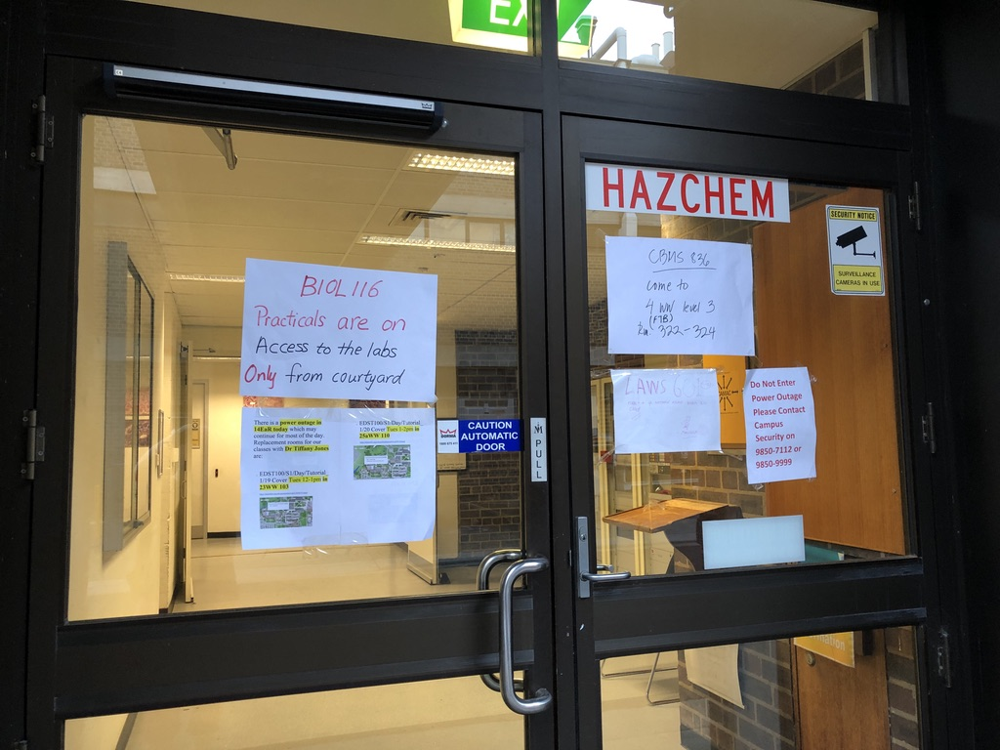 EX
HAZCHEM
SECURITY NOTICE
SURVEILLANCE
CAMERAS IN USE
BIOL 116
Practicals are on
Access to the labs
Only from courtyard
CBMS 836
come to
4 WW level 3
(F7B)
322-324
There is a power outage in
14EaR today which may
continue for most of the day.
Replacement rooms for our
classes with Dr Tiffany Jones
are:
EDST100/S1/Day/Tutorial
1/19 Cover Tues 12-1pm in
23WW 103
EDST100/S1/Day/Tutorial
1/20 Cover Tues 1-2pm in
25aWW 110
DORMA
CAUTION
AUTOMATIC
DOOR
PULL
LAWS
Do Not Enter
Power Outage
Please Contact
Campus
Security on
9850-7112 or
9850-9999